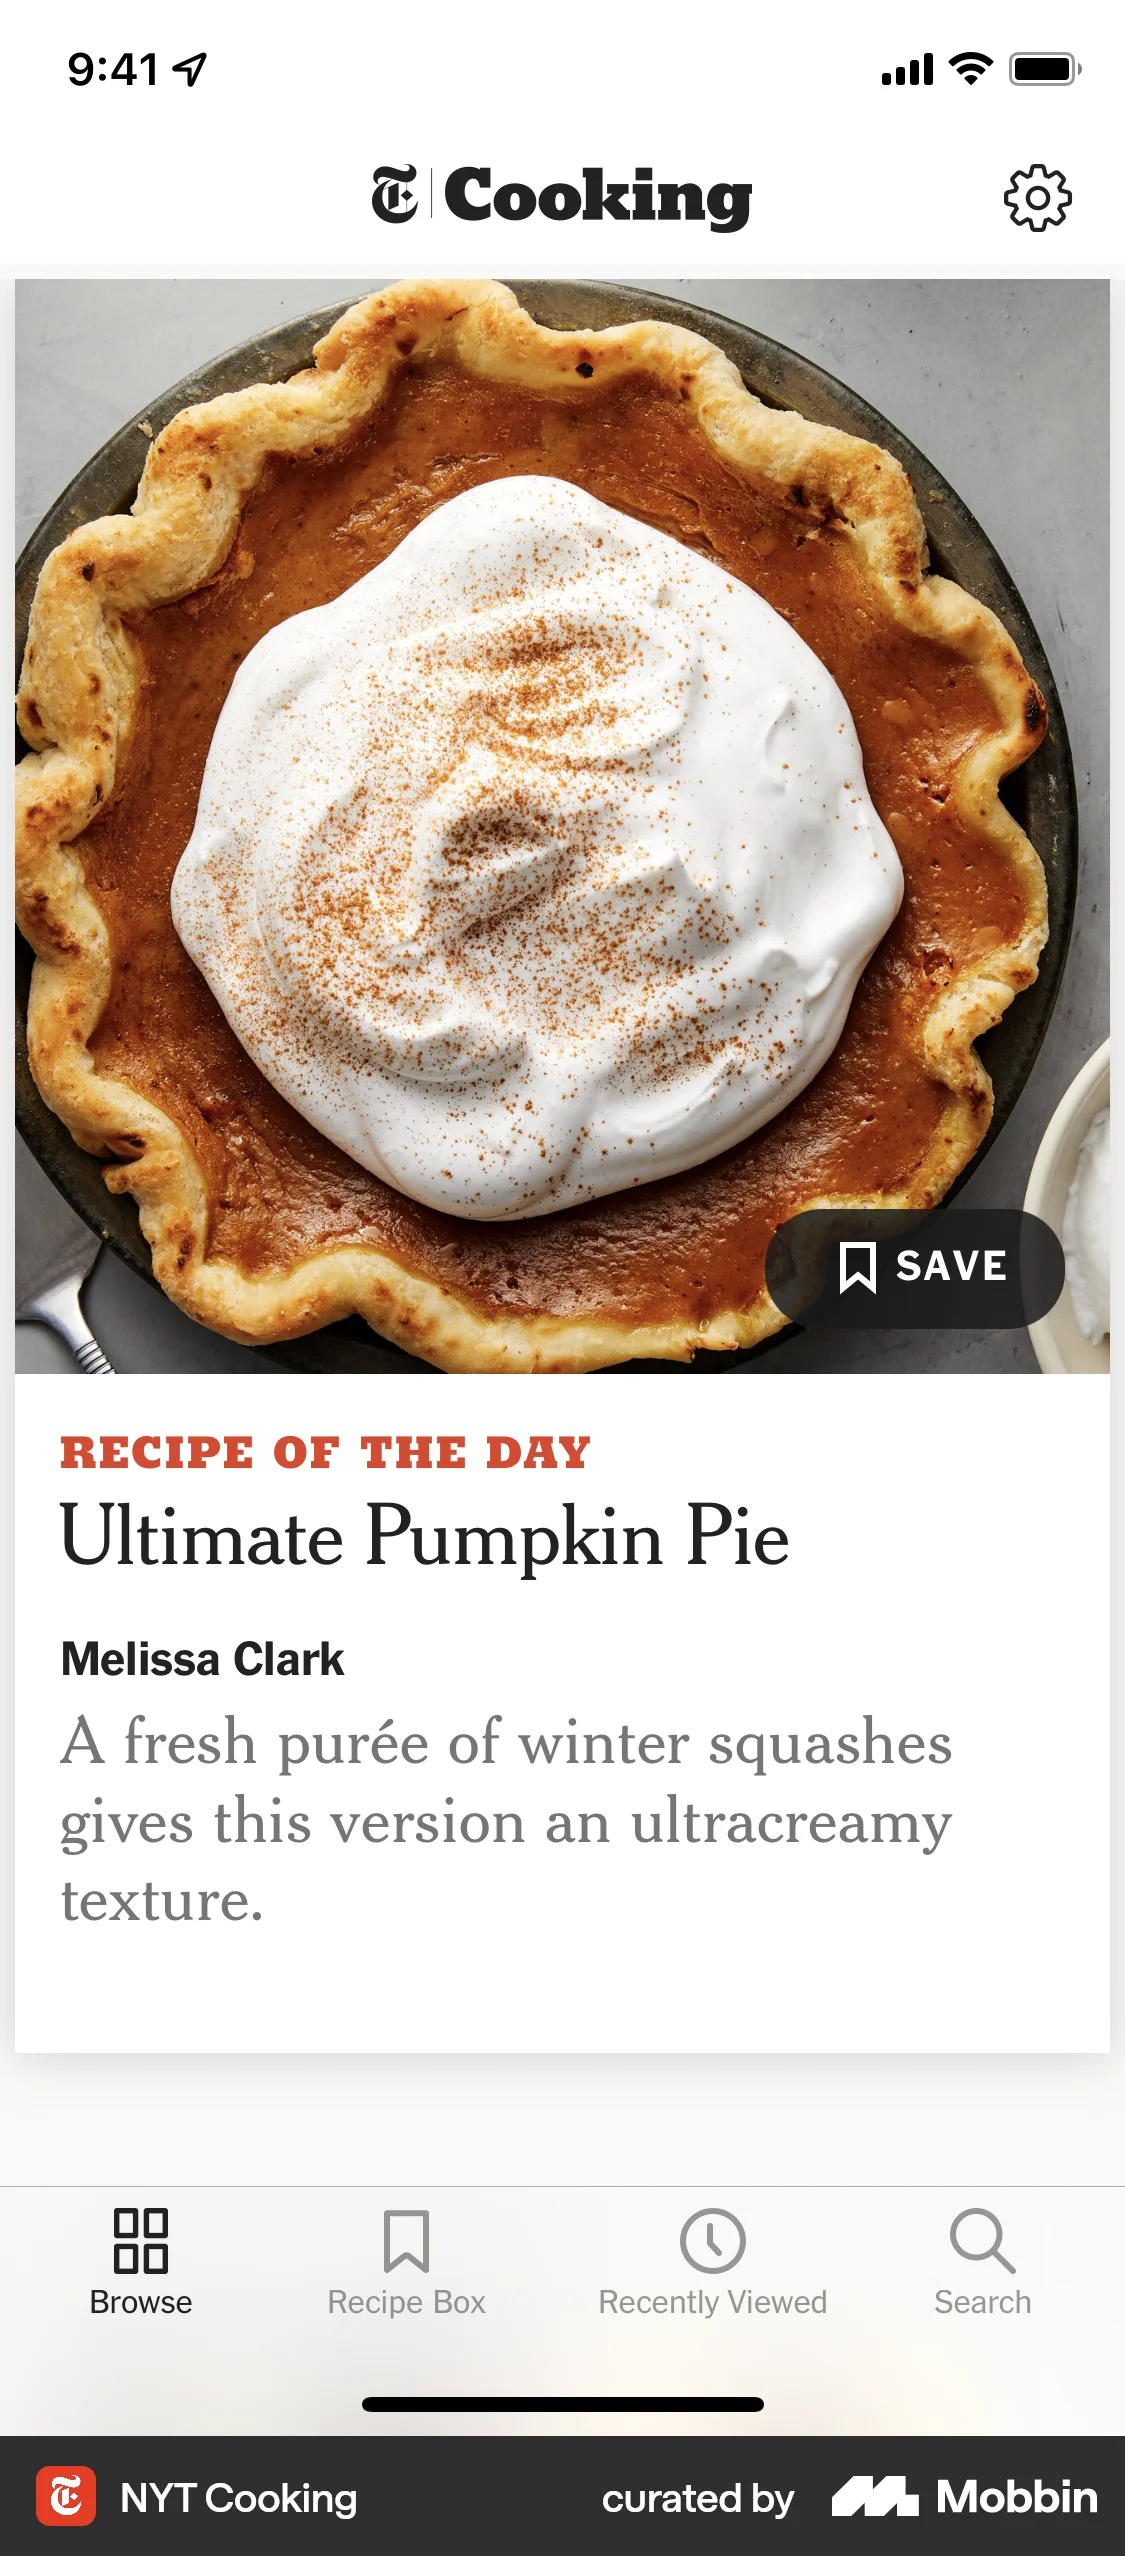 9:41
T Cooking
SAVE
RECIPE OF THE DAY
Ultimate Pumpkin Pie
Melissa Clark
A fresh purée of winter squashes
gives this version an ultracreamy
texture.
Browse
Recipe Box
Recently Viewed
Search
T NYT Cooking
curated by Mobbin